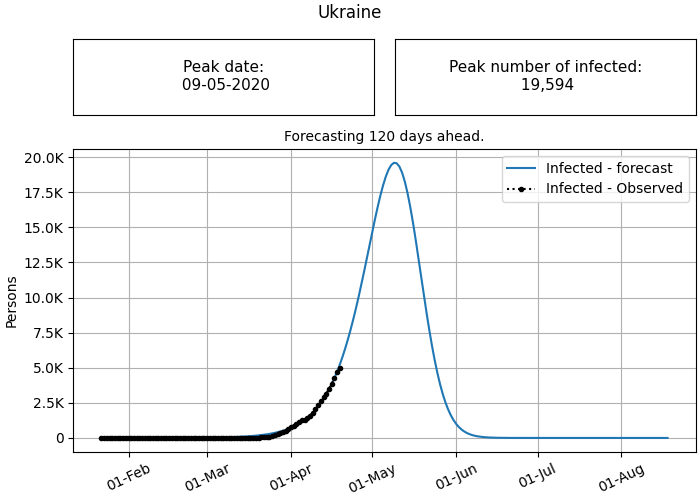 Ukraine
Peak date:
09-05-2020
Peak number of infected:
19,594
Forecasting 120 days ahead.
Infected - forecast
Infected - Observed
20.0K
17.5K
15.0K
12.5K
10.0K
7.5K
5.0K
2.5K
0
Persons
01-Feb
01-Mar
01-Apr
01-May
01-Jun
01-Jul
01-Aug